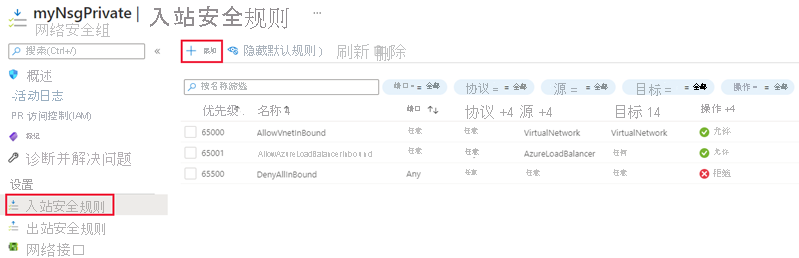 myNsgPrivate | 入站安全规则 ...
网络安全组
搜索(Ctrl+/) «
概述
-活动日志
PR 访问控制(IAM)
标记
诊断并解决问题
设置
入站安全规则
出站安全规则
网络接口
+ 添加 隐藏默认规则) 刷新 删除
按名称筛选 端口 = = 全部 协议 = = 全部 源 = = 全部 目标 = = 全部 操作 = = 全部
优先级 名称 端口 协议 +4 源 +4 目标 14 操作 +4
65000 AllowVnetInBound 任意 任意 VirtualNetwork VirtualNetwork 允许
65001 AllowAzureLoadBalancerInbound 任意 任意 AzureLoadBalancer 任何 允许
65500 DenyAllInBound Any 任意 任意 拒绝